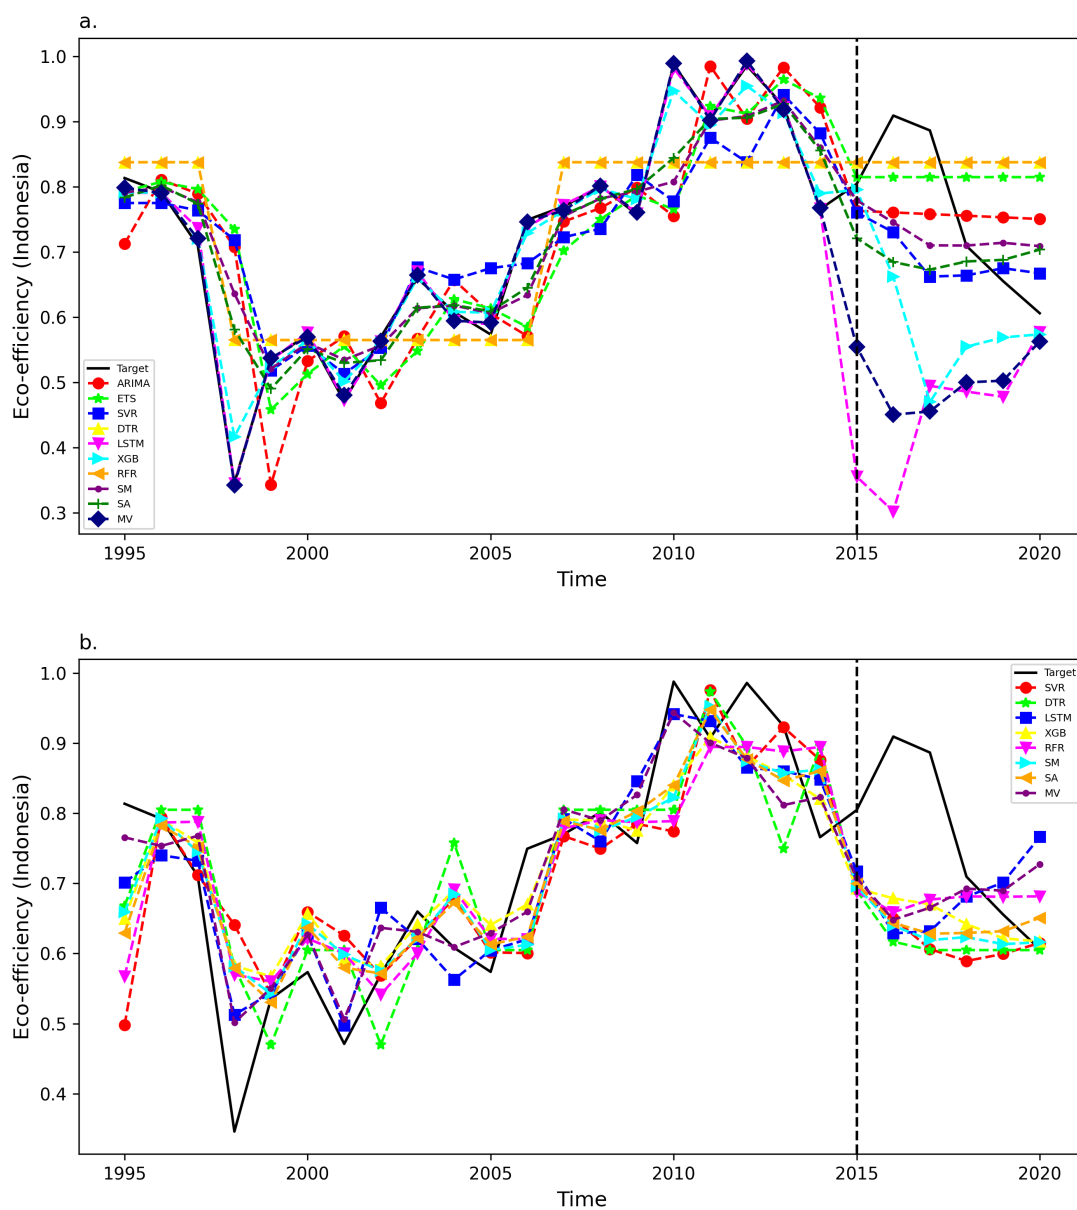 a.
1.0
0.9
0.8
0.7
0.6
0.5
0.4
0.3
Eco-efficiency (Indonesia)
Target
ARIMA
ETS
SVR
DTR
LSTM
XGB
RFR
SM
SA
MV
1995 2000 2005 2010 2015 2020
Time
b.
1.0
0.9
0.8
0.7
0.6
0.5
0.4
Eco-efficiency (Indonesia)
Target
SVR
DTR
LSTM
XGB
RFR
SM
SA
MV
1995 2000 2005 2010 2015 2020
Time